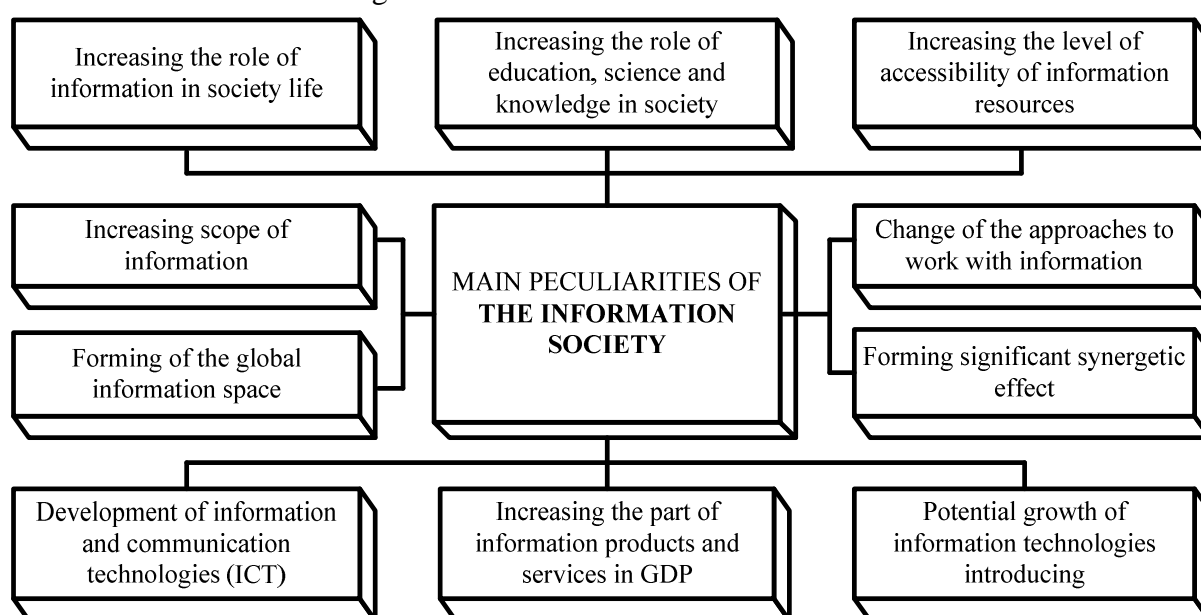 Increasing the role of
information in society life
Increasing the role of
education, science and
knowledge in society
Increasing the level of
accessibility of information
resources
Increasing scope of
information
Forming of the global
information space
MAIN PECULIARITIES OF
THE INFORMATION
SOCIETY
Change of the approaches to
work with information
Forming significant synergetic
effect
Development of information
and communication
technologies (ICT)
Increasing the part of
information products and
services in GDP
Potential growth of
information technologies
introducing